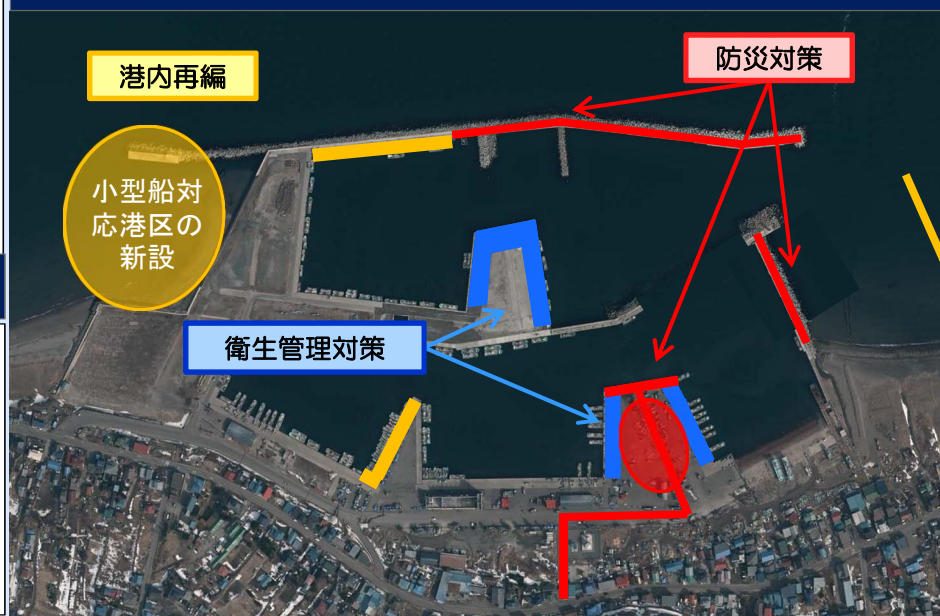 港内再編
防災対策
小型船対
応港区の
新設
衛生管理対策